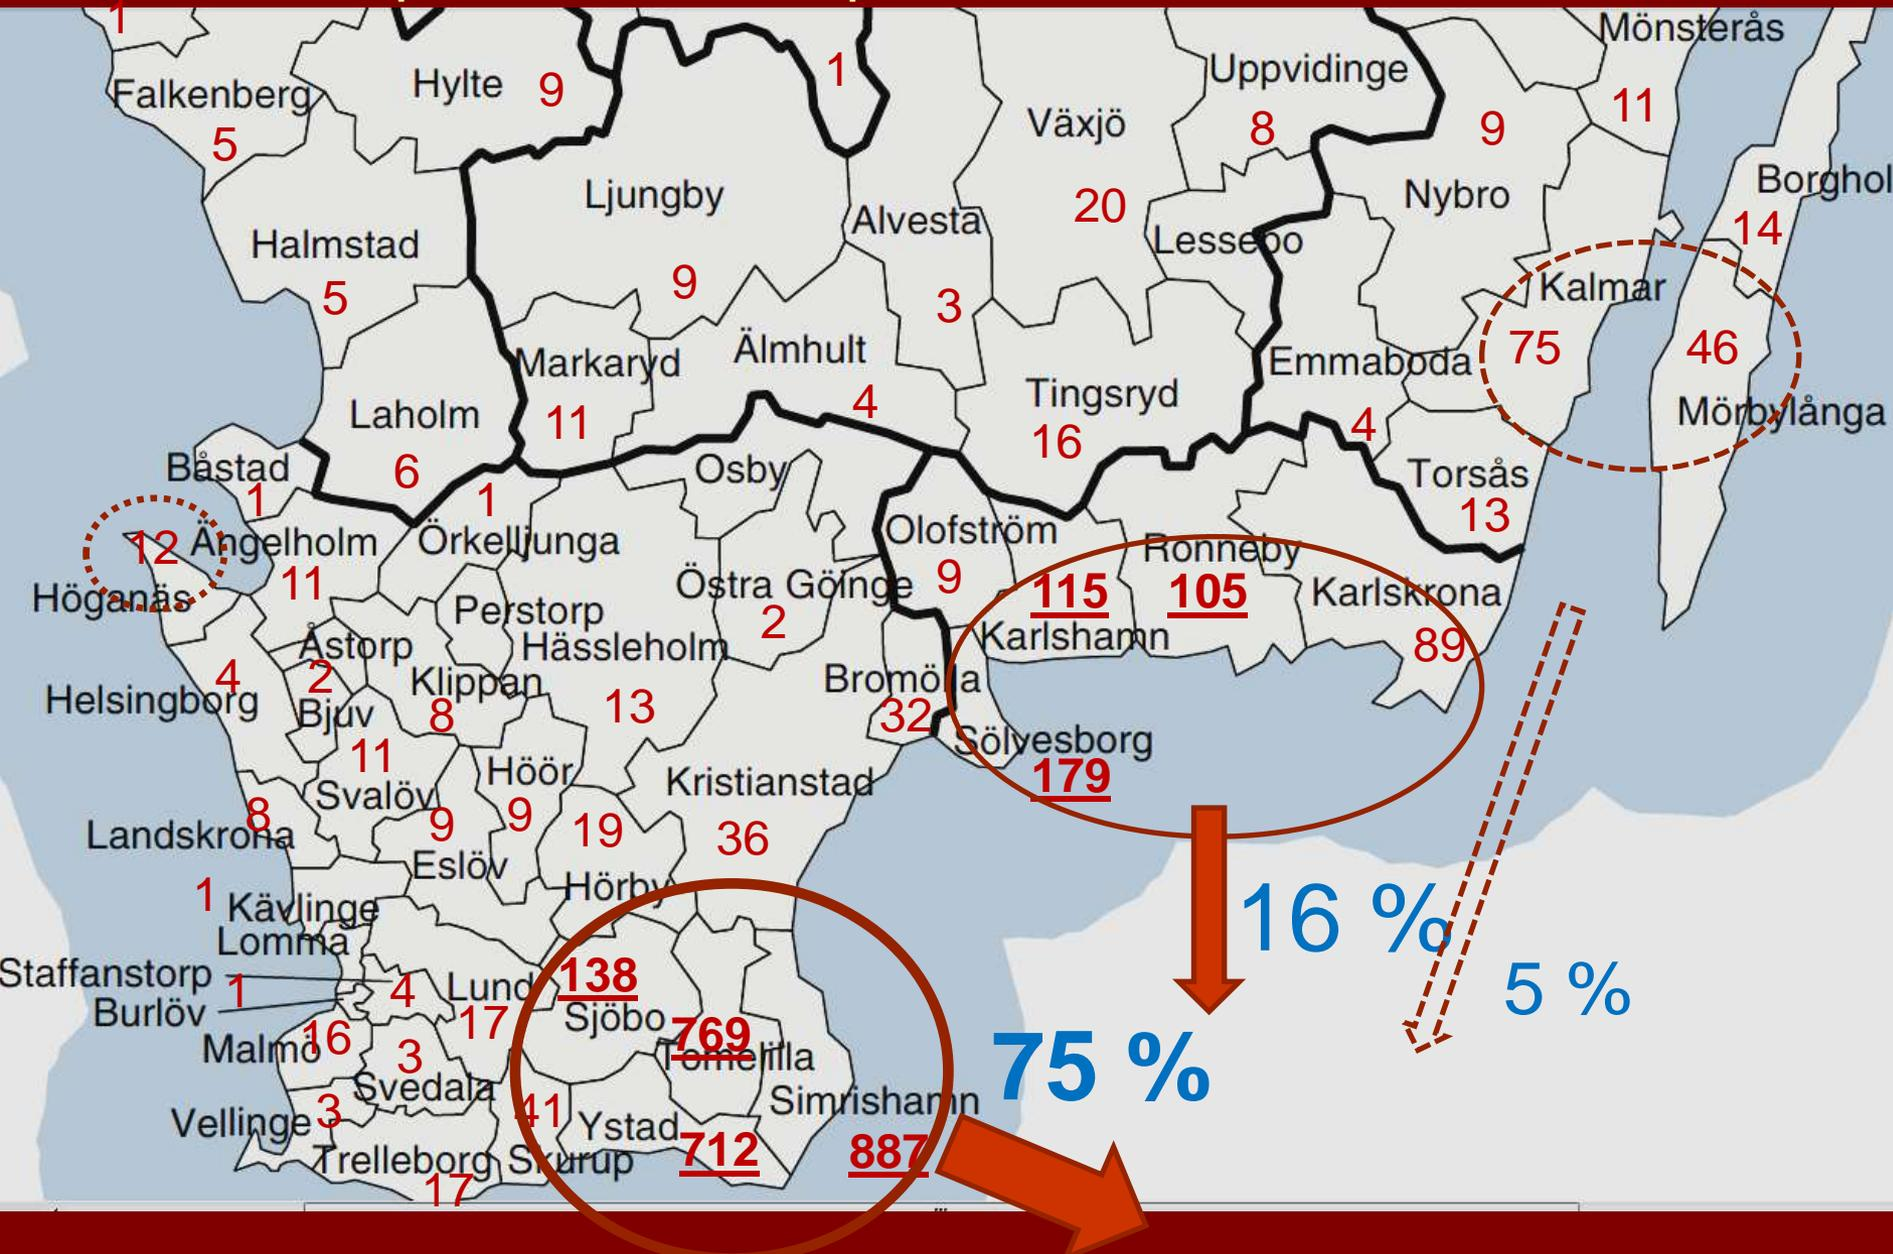 1
Mönsterås
Falkenberg
Hylte
9
1
Uppvidinge
11
5
Växjö
8
9
Ljungby
Nybro
Borghol
20
Alvesta
14
Halmstad
Lessebo
5
9
3
Kalmar
75
46
Markaryd
Älmhult
Emmaboda
Laholm
11
4
Tingsryd
4
Mörbylånga
16
Båstad
6
Osby
Torsås
1
1
13
12
Ängelholm
Örkelljunga
Olofström
Ronneby
Höganäs
11
Östra Göinge
9
115
105
Karlskrona
Perstorp
2
Åstorp
Hässleholm
Karlshamn
89
4
2
Klippan
Bromölla
Helsingborg
Bjuv
8
13
32
11
Sölvesborg
Höör
Kristianstad
179
Svalöv
8
9
9
19
36
Landskrona
Eslöv
Hörby
1
Kävlinge
16 %
Lomma
Staffanstorp
1
4
Lund
138
5 %
Burlöv
17
Sjöbo
769
Malmö
16
3
Tomelilla
75 %
Svedala
Simrishamn
Vellinge
3
41
Ystad
712
887
Trelleborg
Skurup
17